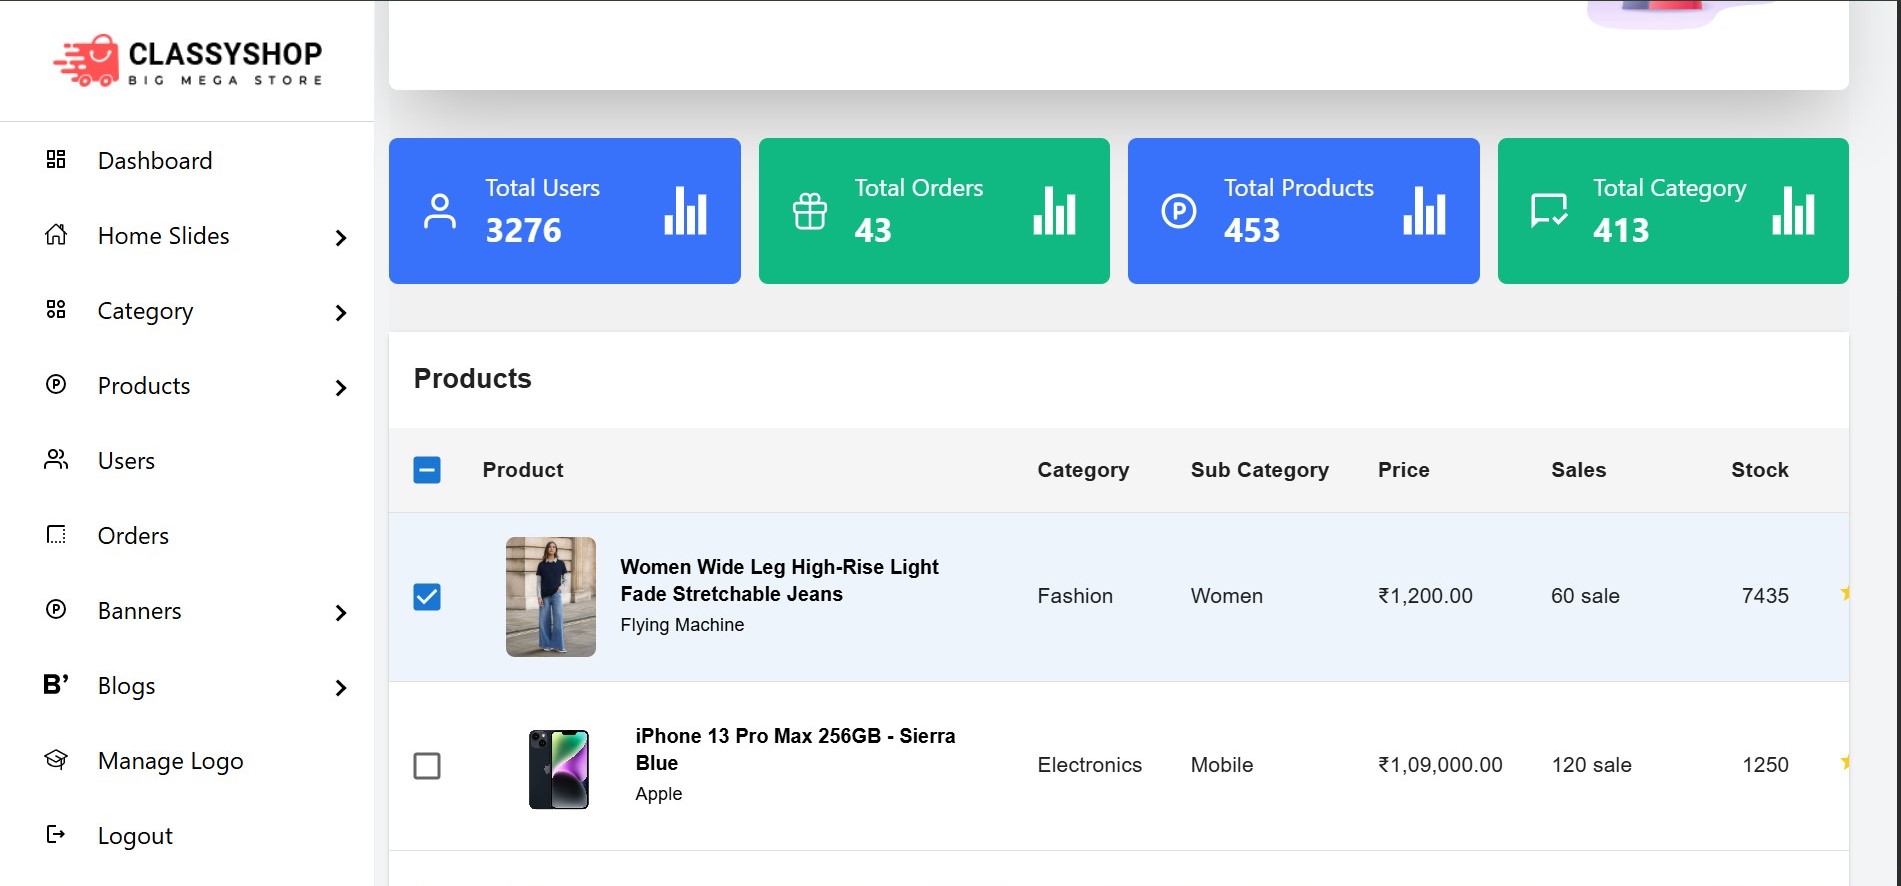 CLASSYSHOP
BIG MEGA STORE
Dashboard
Home Slides
Category
Products
Users
Orders
Banners
Blogs
Manage Logo
Logout
Total Users
3276
Total Orders
43
Total Products
453
Total Category
413
Products
Product Category Sub Category Price Sales Stock
Women Wide Leg High-Rise Light
Fade Stretchable Jeans
Flying Machine
Fashion Women ₹1,200.00 60 sale 7435
iPhone 13 Pro Max 256GB - Sierra
Blue
Apple
Electronics Mobile ₹1,09,000.00 120 sale 1250